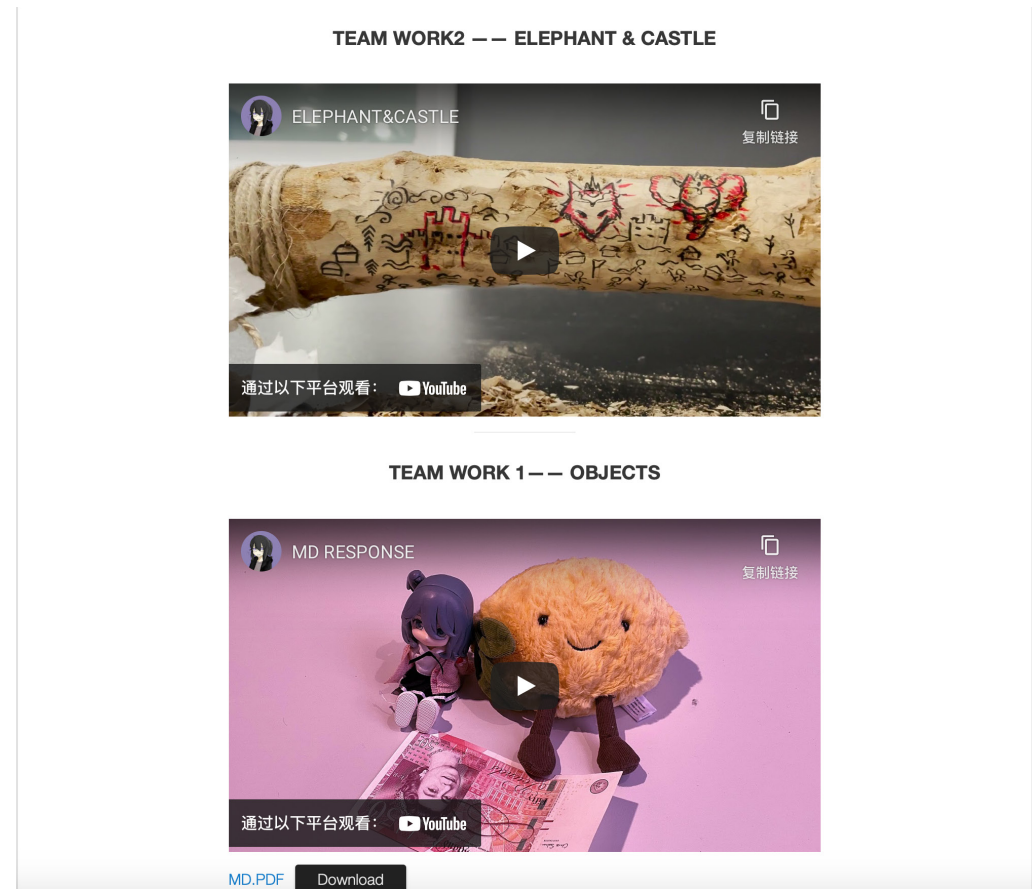 TEAM WORK2 —— ELEPHANT & CASTLE
ELEPHANT&CASTLE
复制链接
通过以下平台观看： YouTube
TEAM WORK 1—— OBJECTS
MD RESPONSE
复制链接
通过以下平台观看： YouTube
MD.PDF Download